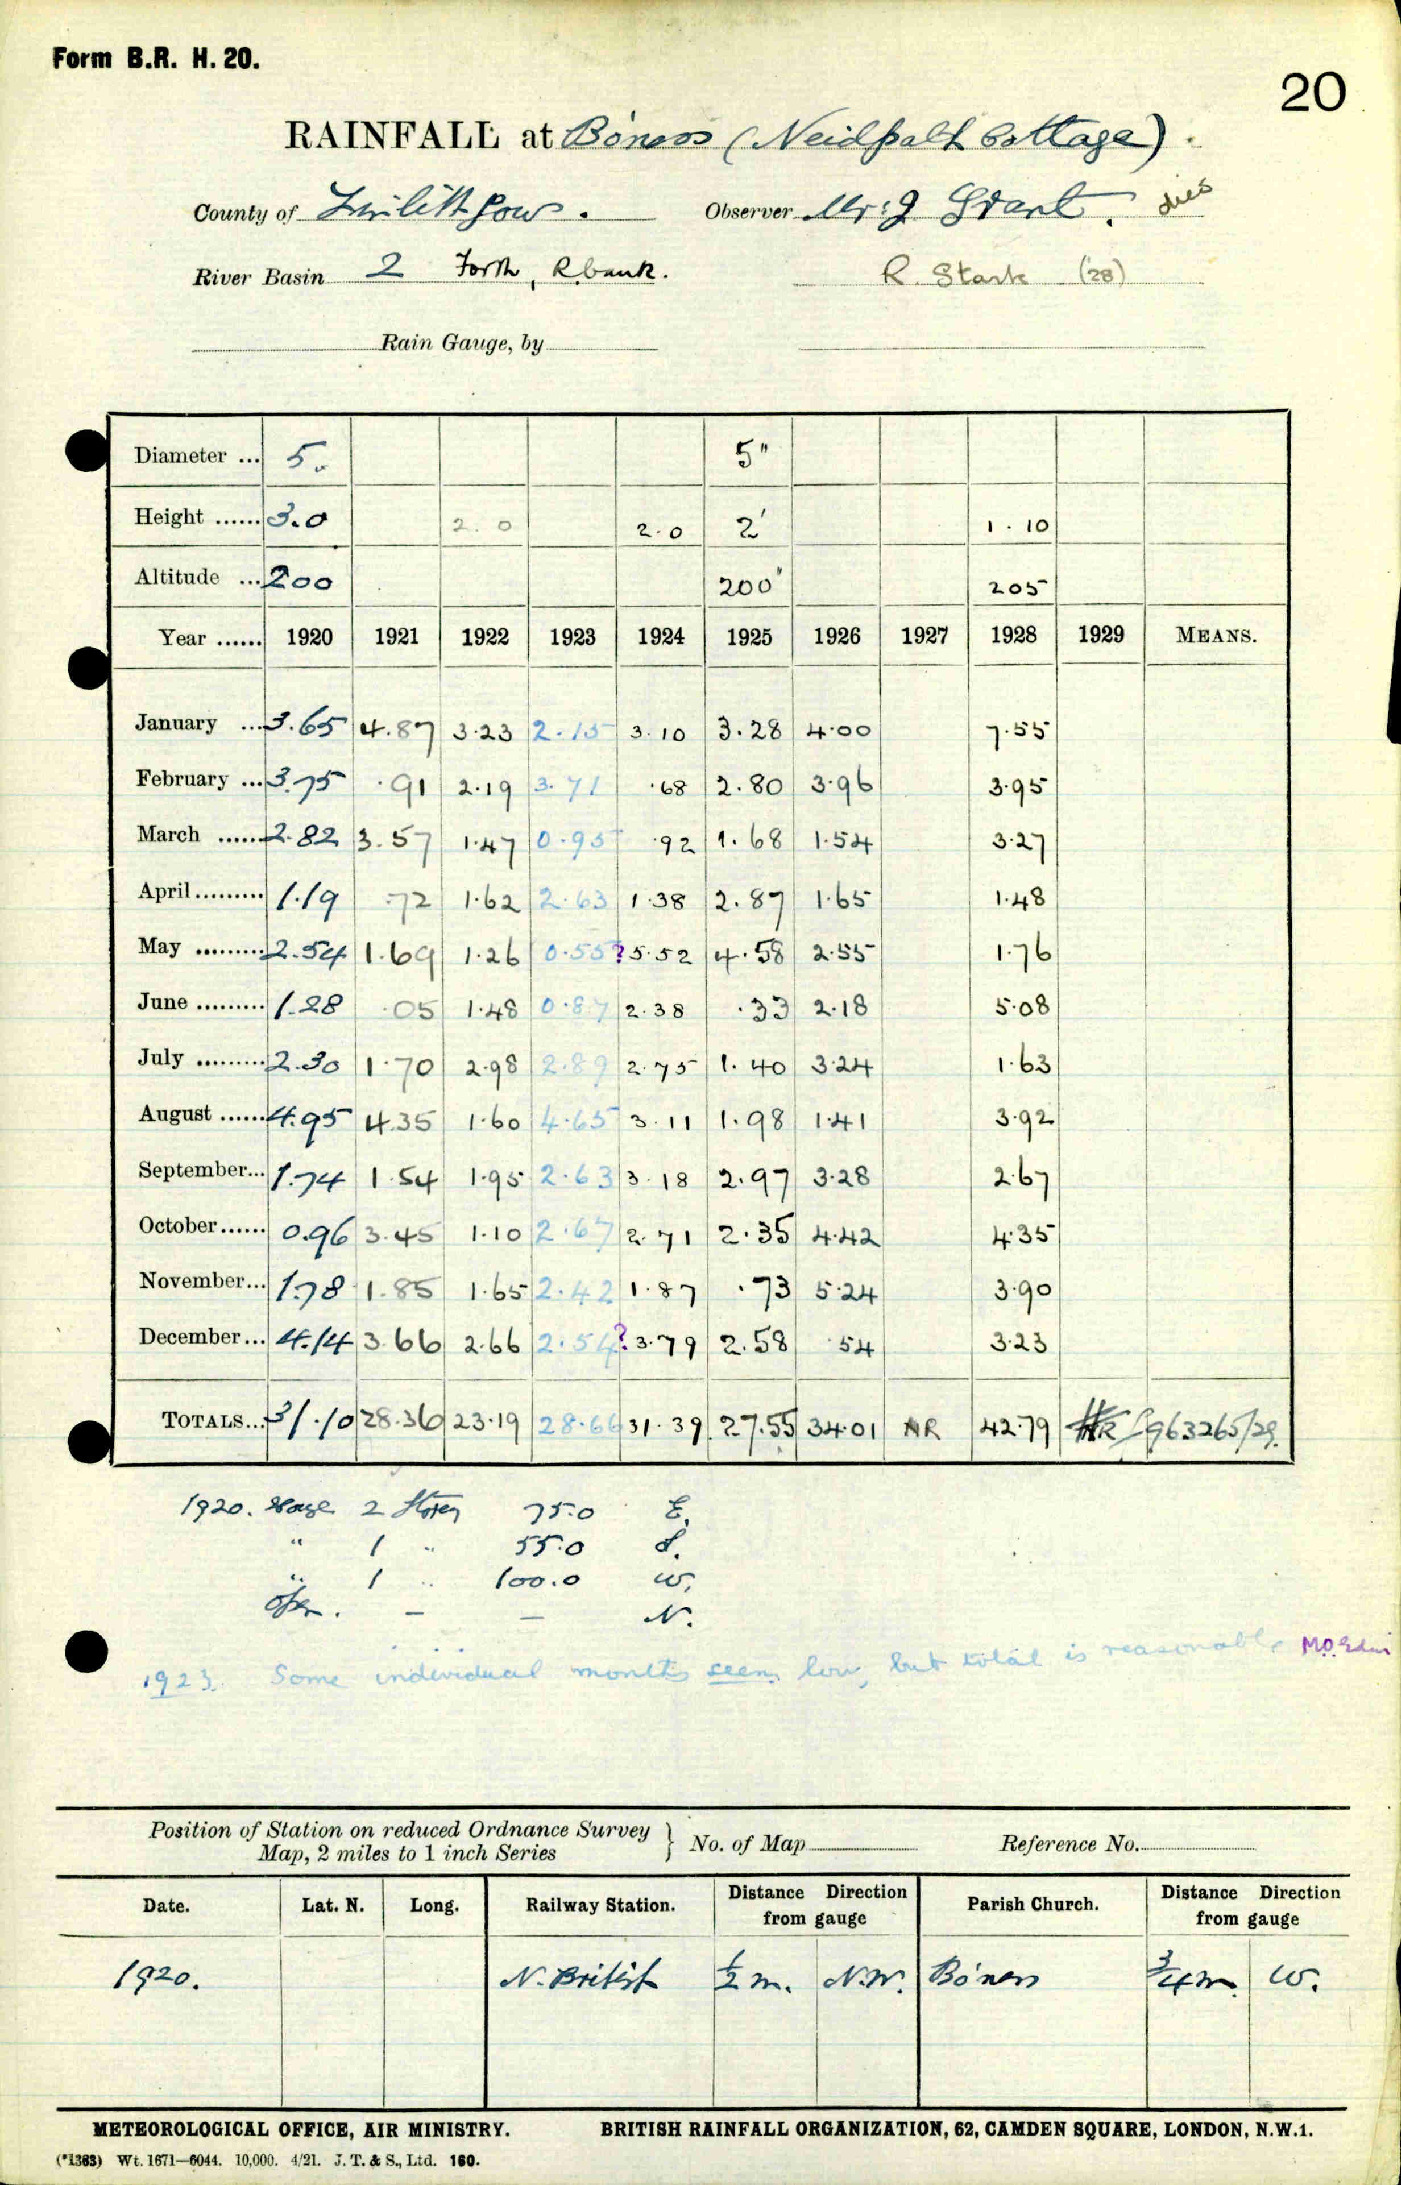 Form B.R. H. 20.
20
RAINFALL at Bo'ness (Neidpath Cottage).
County of Linlithgow. Observer Mr. J Grant. dies
River Basin 2 Forth, R bank. R. Stark ('28)
Rain Gauge, by
Diameter ... 5. 5"
Height ...... 3.0 2.0 2.0 2' 1.10
Altitude ... 200 200' 205
Year ...... 1920 1921 1922 1923 1924 1925 1926 1927 1928 1929 MEANS.
January ... 3.65 4.87 3.23 2.15 3.10 3.28 4.00 7.55
February ... 3.75 .91 2.19 3.71 .68 2.80 3.96 3.95
March ...... 2.82 3.57 1.47 0.95 .92 1.68 1.54 3.27
April ......... 1.19 .72 1.62 2.63 1.38 2.87 1.65 1.48
May ......... 2.54 1.69 1.26 0.55 ? 5.52 4.58 2.55 1.76
June ......... 1.28 .05 1.48 0.87 2.38 .33 2.18 5.08
July ......... 2.30 1.70 2.98 2.89 2.75 1.40 3.24 1.63
August ...... 4.95 4.35 1.60 4.65 3.11 1.98 1.41 3.92
September... 1.74 1.54 1.95 2.63 3.18 2.97 3.28 2.67
October...... 0.96 3.45 1.10 2.67 2.71 2.35 4.42 4.35
November... 1.78 1.85 1.65 2.42 1.87 .73 5.24 3.90
December... 4.14 3.66 2.66 2.54 ? 3.79 2.58 .54 3.23
TOTALS... 31.10 28.36 23.19 28.66 31.39 27.55 34.01 NR 42.79 NR 963265/29.
1920. House 2 Storey 75.0 E.
" 1 " 55.0 S.
" 1 " 100.0 W.
Open. — — N.
1923. Some individual months seem low, but total is reasonable M.O. Edin
Position of Station on reduced Ordnance Survey
Map, 2 miles to 1 inch Series } No. of Map Reference No.
Date. Lat. N. Long. Railway Station. Distance Direction from gauge Parish Church. Distance Direction from gauge
1920. N. British 1/2 m. N.W. Bo'ness 3/4 m. W.
METEOROLOGICAL OFFICE, AIR MINISTRY. BRITISH RAINFALL ORGANIZATION, 62, CAMDEN SQUARE, LONDON, N.W.1.
(*1363) Wt. 1671—6044. 10,000. 4/21. J. T. & S., Ltd. 160.